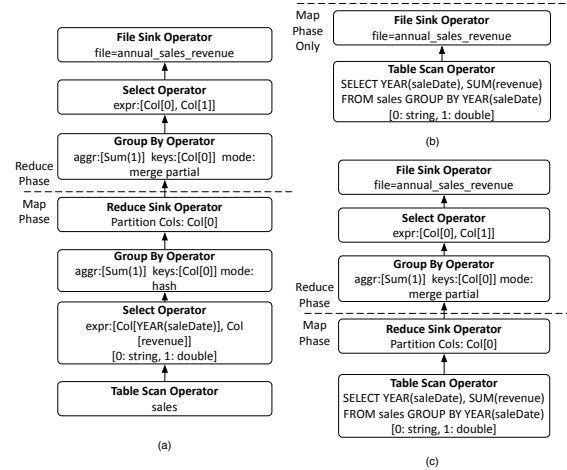 File Sink Operator
file=annual_sales_revenue
Select Operator
expr:[Col[0], Col[1]]
Group By Operator
aggr:[Sum(1)] keys:[Col[0]] mode:
merge partial
Reduce
Phase
Map
Phase
Reduce Sink Operator
Partition Cols: Col[0]
Group By Operator
aggr:[Sum(1)] keys:[Col[0]] mode:
hash
Select Operator
expr:[Col[YEAR(saleDate)], Col
[revenue]]
[0: string, 1: double]
Table Scan Operator
sales
(a)
Map
Phase
Only
File Sink Operator
file=annual_sales_revenue
Table Scan Operator
SELECT YEAR(saleDate), SUM(revenue)
FROM sales GROUP BY YEAR(saleDate)
[0: string, 1: double]
(b)
File Sink Operator
file=annual_sales_revenue
Select Operator
expr:[Col[0], Col[1]]
Group By Operator
aggr:[Sum(1)] keys:[Col[0]] mode:
merge partial
Reduce
Phase
Map
Phase
Reduce Sink Operator
Partition Cols: Col[0]
Table Scan Operator
SELECT YEAR(saleDate), SUM(revenue)
FROM sales GROUP BY YEAR(saleDate)
[0: string, 1: double]
(c)